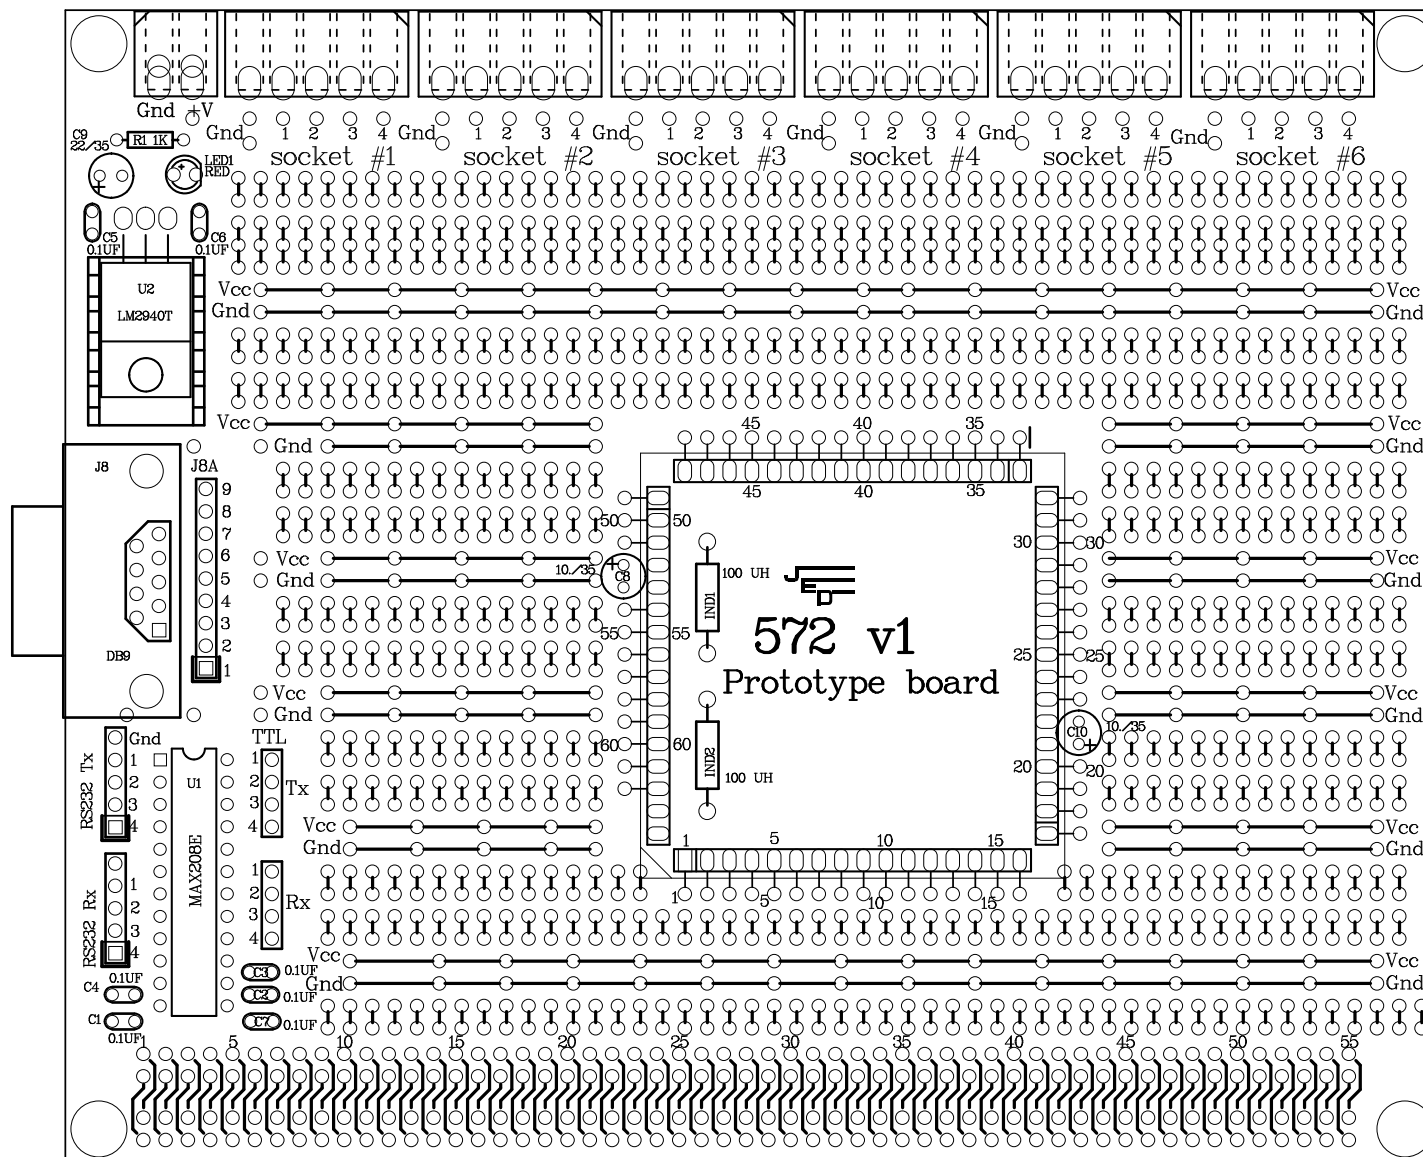 Gnd +V
C9
22/35
R1 1K
LED1
RED
Gnd 1 2 3 4
socket #1
Gnd 1 2 3 4
socket #2
Gnd 1 2 3 4
socket #3
Gnd 1 2 3 4
socket #4
Gnd 1 2 3 4
socket #5
Gnd 1 2 3 4
socket #6
C5
0.1UF
C6
0.1UF
U2
LM2940T
Vcc Vcc
Gnd Gnd
Vcc Vcc
Gnd Gnd
45 40 35
45 40 35
J8
J8A
9
8
7
6
5
4
3
2
1
DB9
50 50
30 30
Vcc Vcc
Gnd Gnd
10./35
C8
100 UH
IND1
JED
572 v1
Prototype board
55 55
25 25
Vcc Vcc
Gnd Gnd
C10
10./35
60 60
20 20
IND2
100 UH
RS232 Tx
Gnd
1
2
3
4
U1
MAX208E
TTL
1
2
3
4
Tx
Vcc Vcc
Gnd Gnd
1 5 10 15
1 5 10 15
RS232 Rx
1
2
3
4
1
2
3
4
Rx
Vcc Vcc
Gnd Gnd
C3 0.1UF
C2 0.1UF
C7 0.1UF
0.1UF
C4
C1
0.1UF
1 5 10 15 20 25 30 35 40 45 50 55